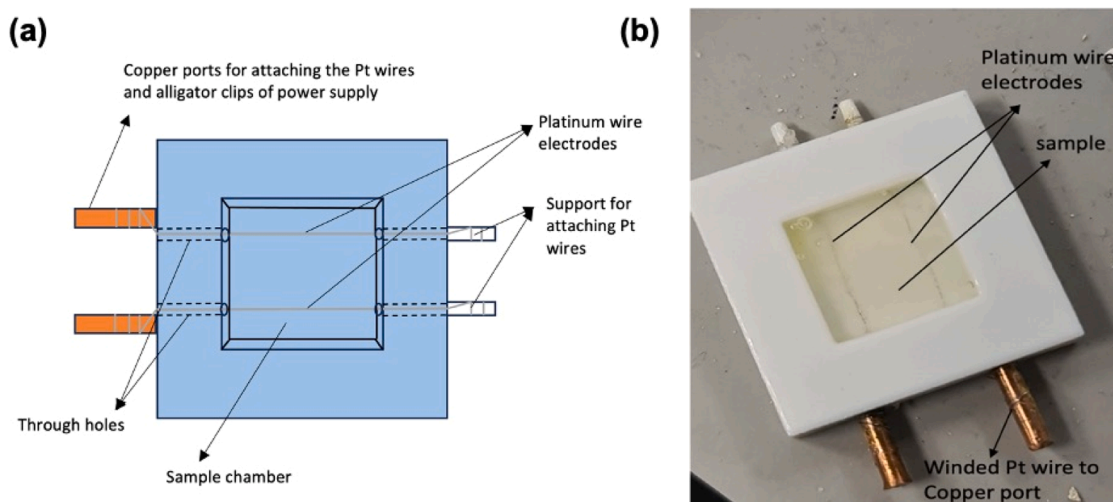 (a)
Copper ports for attaching the Pt wires
and alligator clips of power supply
Platinum wire
electrodes
Support for
attaching Pt
wires
Through holes
Sample chamber
(b)
Platinum wire
electrodes
sample
Winded Pt wire to
Copper port